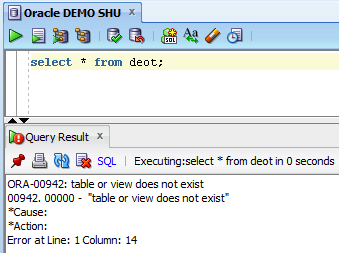 Oracle DEMO SHU x
SQL Aa
select * from deot;
Query Result x
SQL | Executing:select * from deot in 0 seconds
ORA-00942: table or view does not exist
00942. 00000 - "table or view does not exist"
*Cause:
*Action:
Error at Line: 1 Column: 14